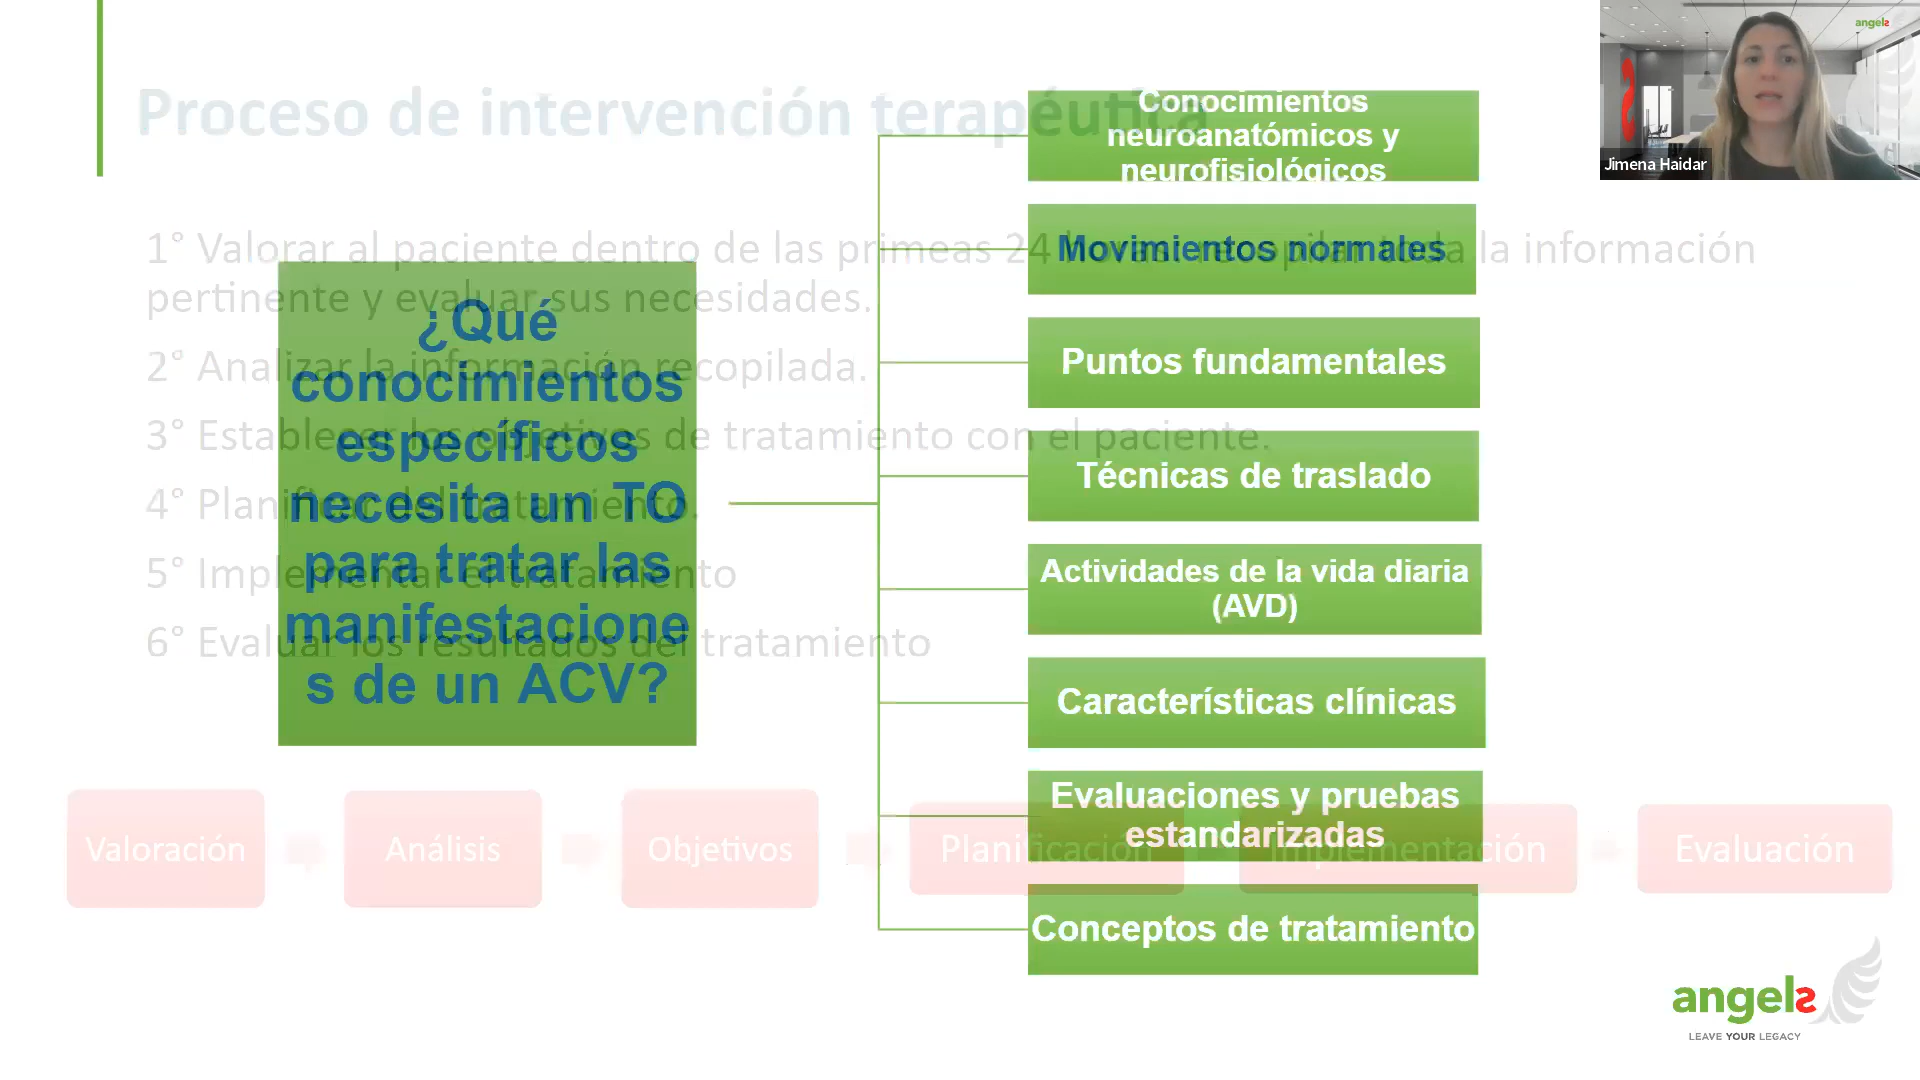 Proceso de intervención terapéutica
1° Valorar al paciente dentro de las primeas 24 la información
pertinente y evaluar sus necesidades.
2° Analizar la información recopilada.
3° Establecer los objetivos de tratamiento con el paciente.
4° Planificar del tratamiento.
5° Implementar el tratamiento
6° Evaluar los resultados del tratamiento
Valoración
Análisis
Objetivos
Planificación
Implementación
Evaluación
¿Qué
conocimientos
específicos
necesita un TO
para tratar las
manifestacione
s de un ACV?
Conocimientos
neuroanatómicos y
neurofisiológicos
Movimientos normales
Puntos fundamentales
Técnicas de traslado
Actividades de la vida diaria
(AVD)
Características clínicas
Evaluaciones y pruebas
estandarizadas
Conceptos de tratamiento
angels
Jimena Haidar
angels
LEAVE YOUR LEGACY